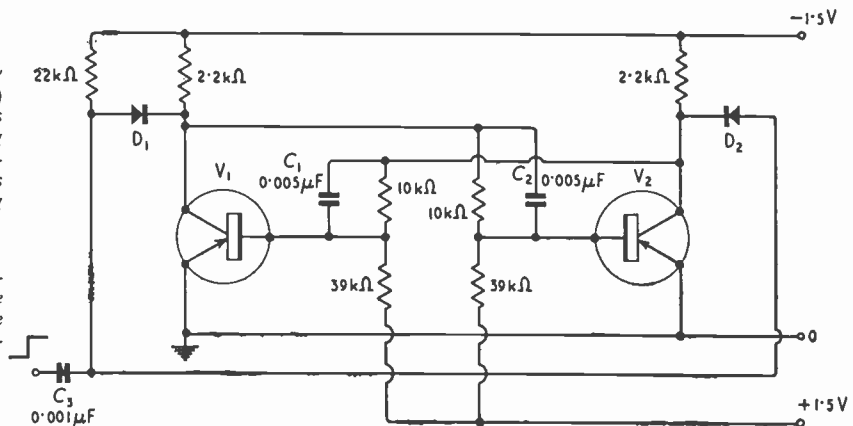 −1·5V
22kΩ
2·2kΩ
2·2kΩ
D1
D2
V1
C1
0·005μF
10kΩ
10kΩ
C2
0·005μF
V2
39kΩ
39kΩ
0
C3
0·001μF
+1·5V